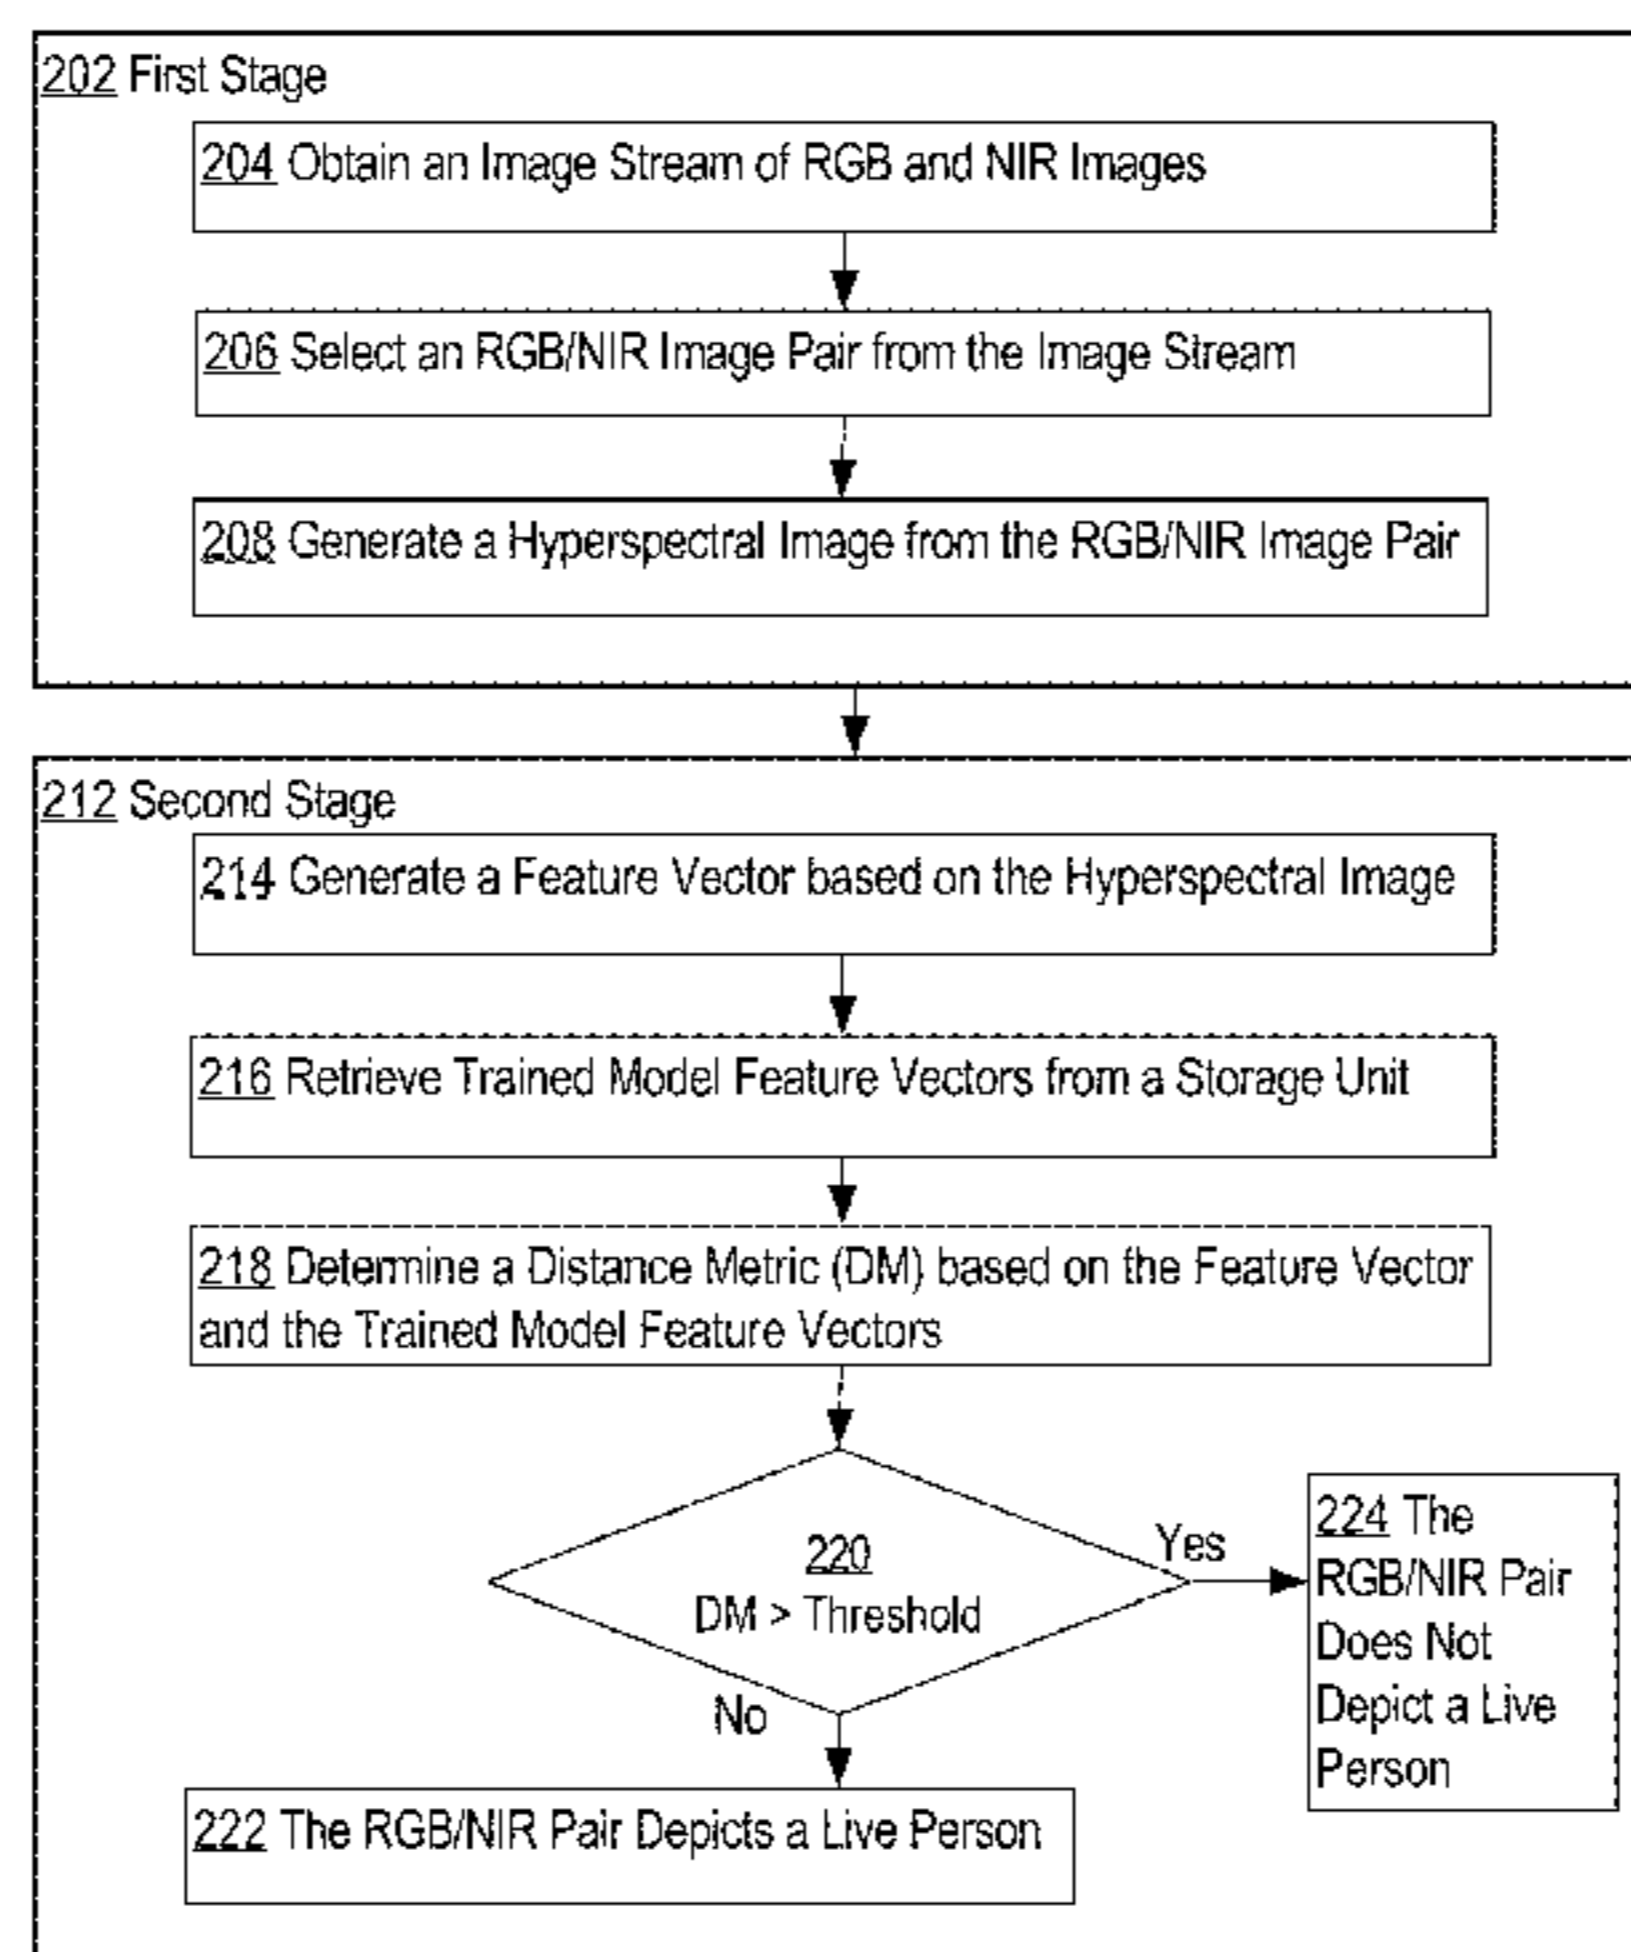 202 First Stage
204 Obtain an Image Stream of RGB and NIR Images
206 Select an RGB/NIR Image Pair from the Image Stream
208 Generate a Hyperspectral Image from the RGB/NIR Image Pair
212 Second Stage
214 Generate a Feature Vector based on the Hyperspectral Image
216 Retrieve Trained Model Feature Vectors from a Storage Unit
218 Determine a Distance Metric (DM) based on the Feature Vector
and the Trained Model Feature Vectors
220
DM > Threshold
Yes
224 The
RGB/NIR Pair
Does Not
Depict a Live
Person
No
222 The RGB/NIR Pair Depicts a Live Person